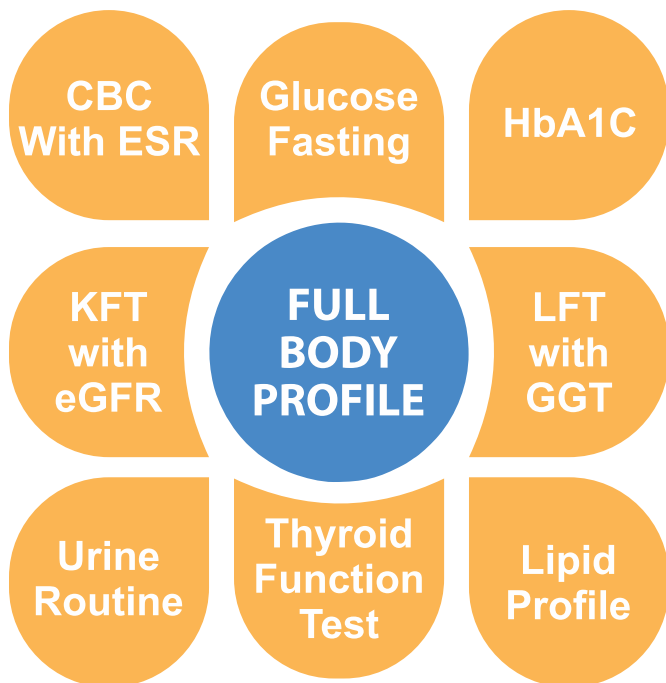 CBC
With ESR
Glucose
Fasting
HbA1C
KFT
with
eGFR
FULL
BODY
PROFILE
LFT
with
GGT
Urine
Routine
Thyroid
Function
Test
Lipid
Profile